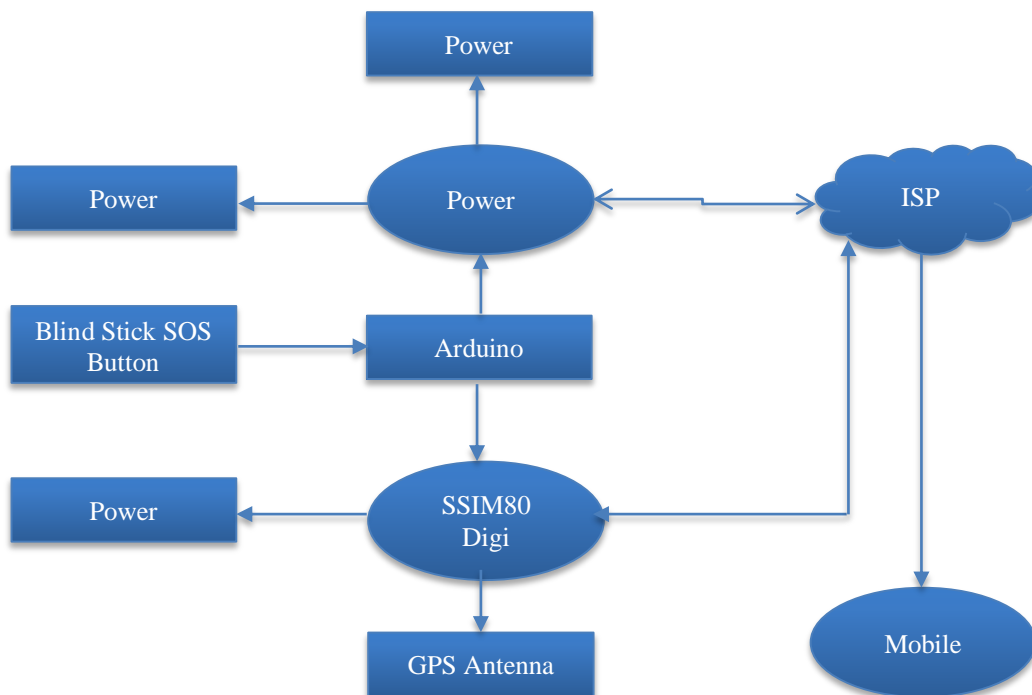 Power
Power
Power
ISP
Blind Stick SOS
Button
Arduino
Power
SSIM80
Digi
GPS Antenna
Mobile